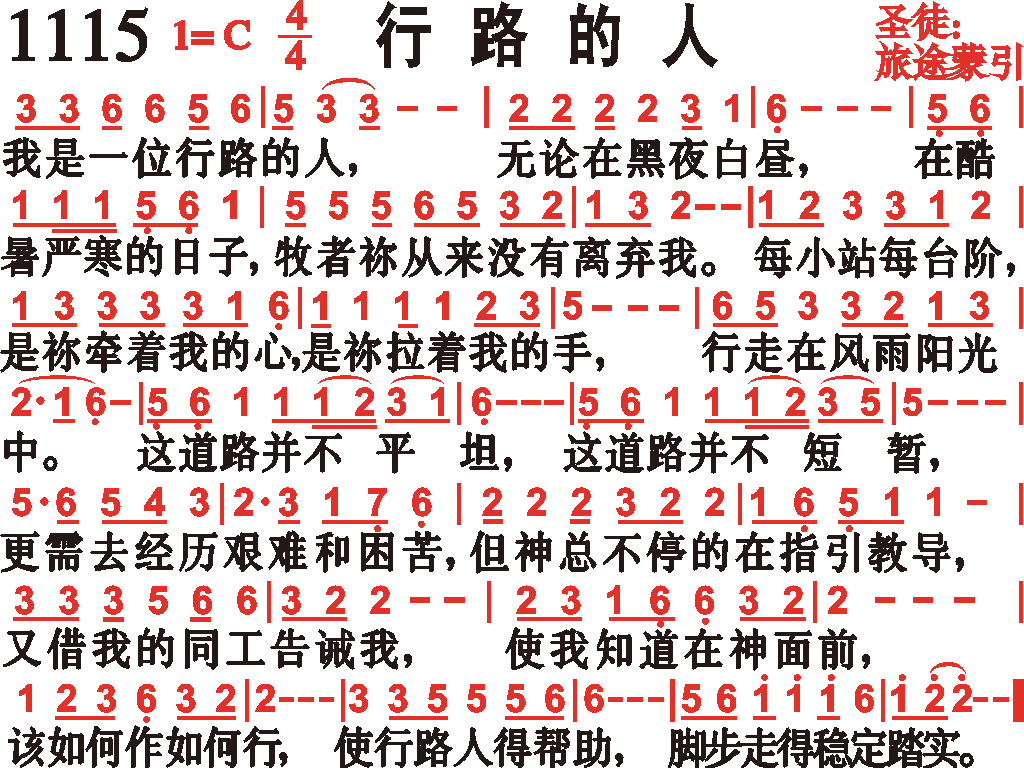 1115 1=C 4/4 行路的人 圣徒:
旅途蒙引
3 3 6 6 5 6|5 3 3 - - |2 2 2 2 3 1|6 - - - |5 6|
我是一位行路的人， 无论在黑夜白昼， 在酷
1 1 1 5 6 1 | 5 5 5 6 5 3 2|1 3 2--|1 2 3 3 1 2|
暑严寒的日子，牧者祢从来没有离弃我。每小站每台阶，
1 3 3 3 3 1 6|1 1 1 1 2 3|5 - - - |6 5 3 3 2 1 3|
是祢牵着我的心,是祢拉着我的手， 行走在风雨阳光
2·1 6-|5 6 1 1 1 2 3 1|6---|5 6 1 1 1 2 3 5|5---|
中。 这道路并不平坦，这道路并不短暂，
5·6 5 4 3|2·3 1 7 6 |2 2 2 3 2 2|1 6 5 1 1 - |
更需去经历艰难和困苦，但神总不停的在指引教导，
3 3 3 5 6 6|3 2 2 - - | 2 3 1 6 6 3 2|2 - - - |
又借我的同工告诫我， 使我知道在神面前，
1 2 3 6 3 2|2---|3 3 5 5 5 6|6---|5 6 1 1 1 6|1 2 2--
该如何作如何行， 使行路人得帮助， 脚步走得稳定踏实。